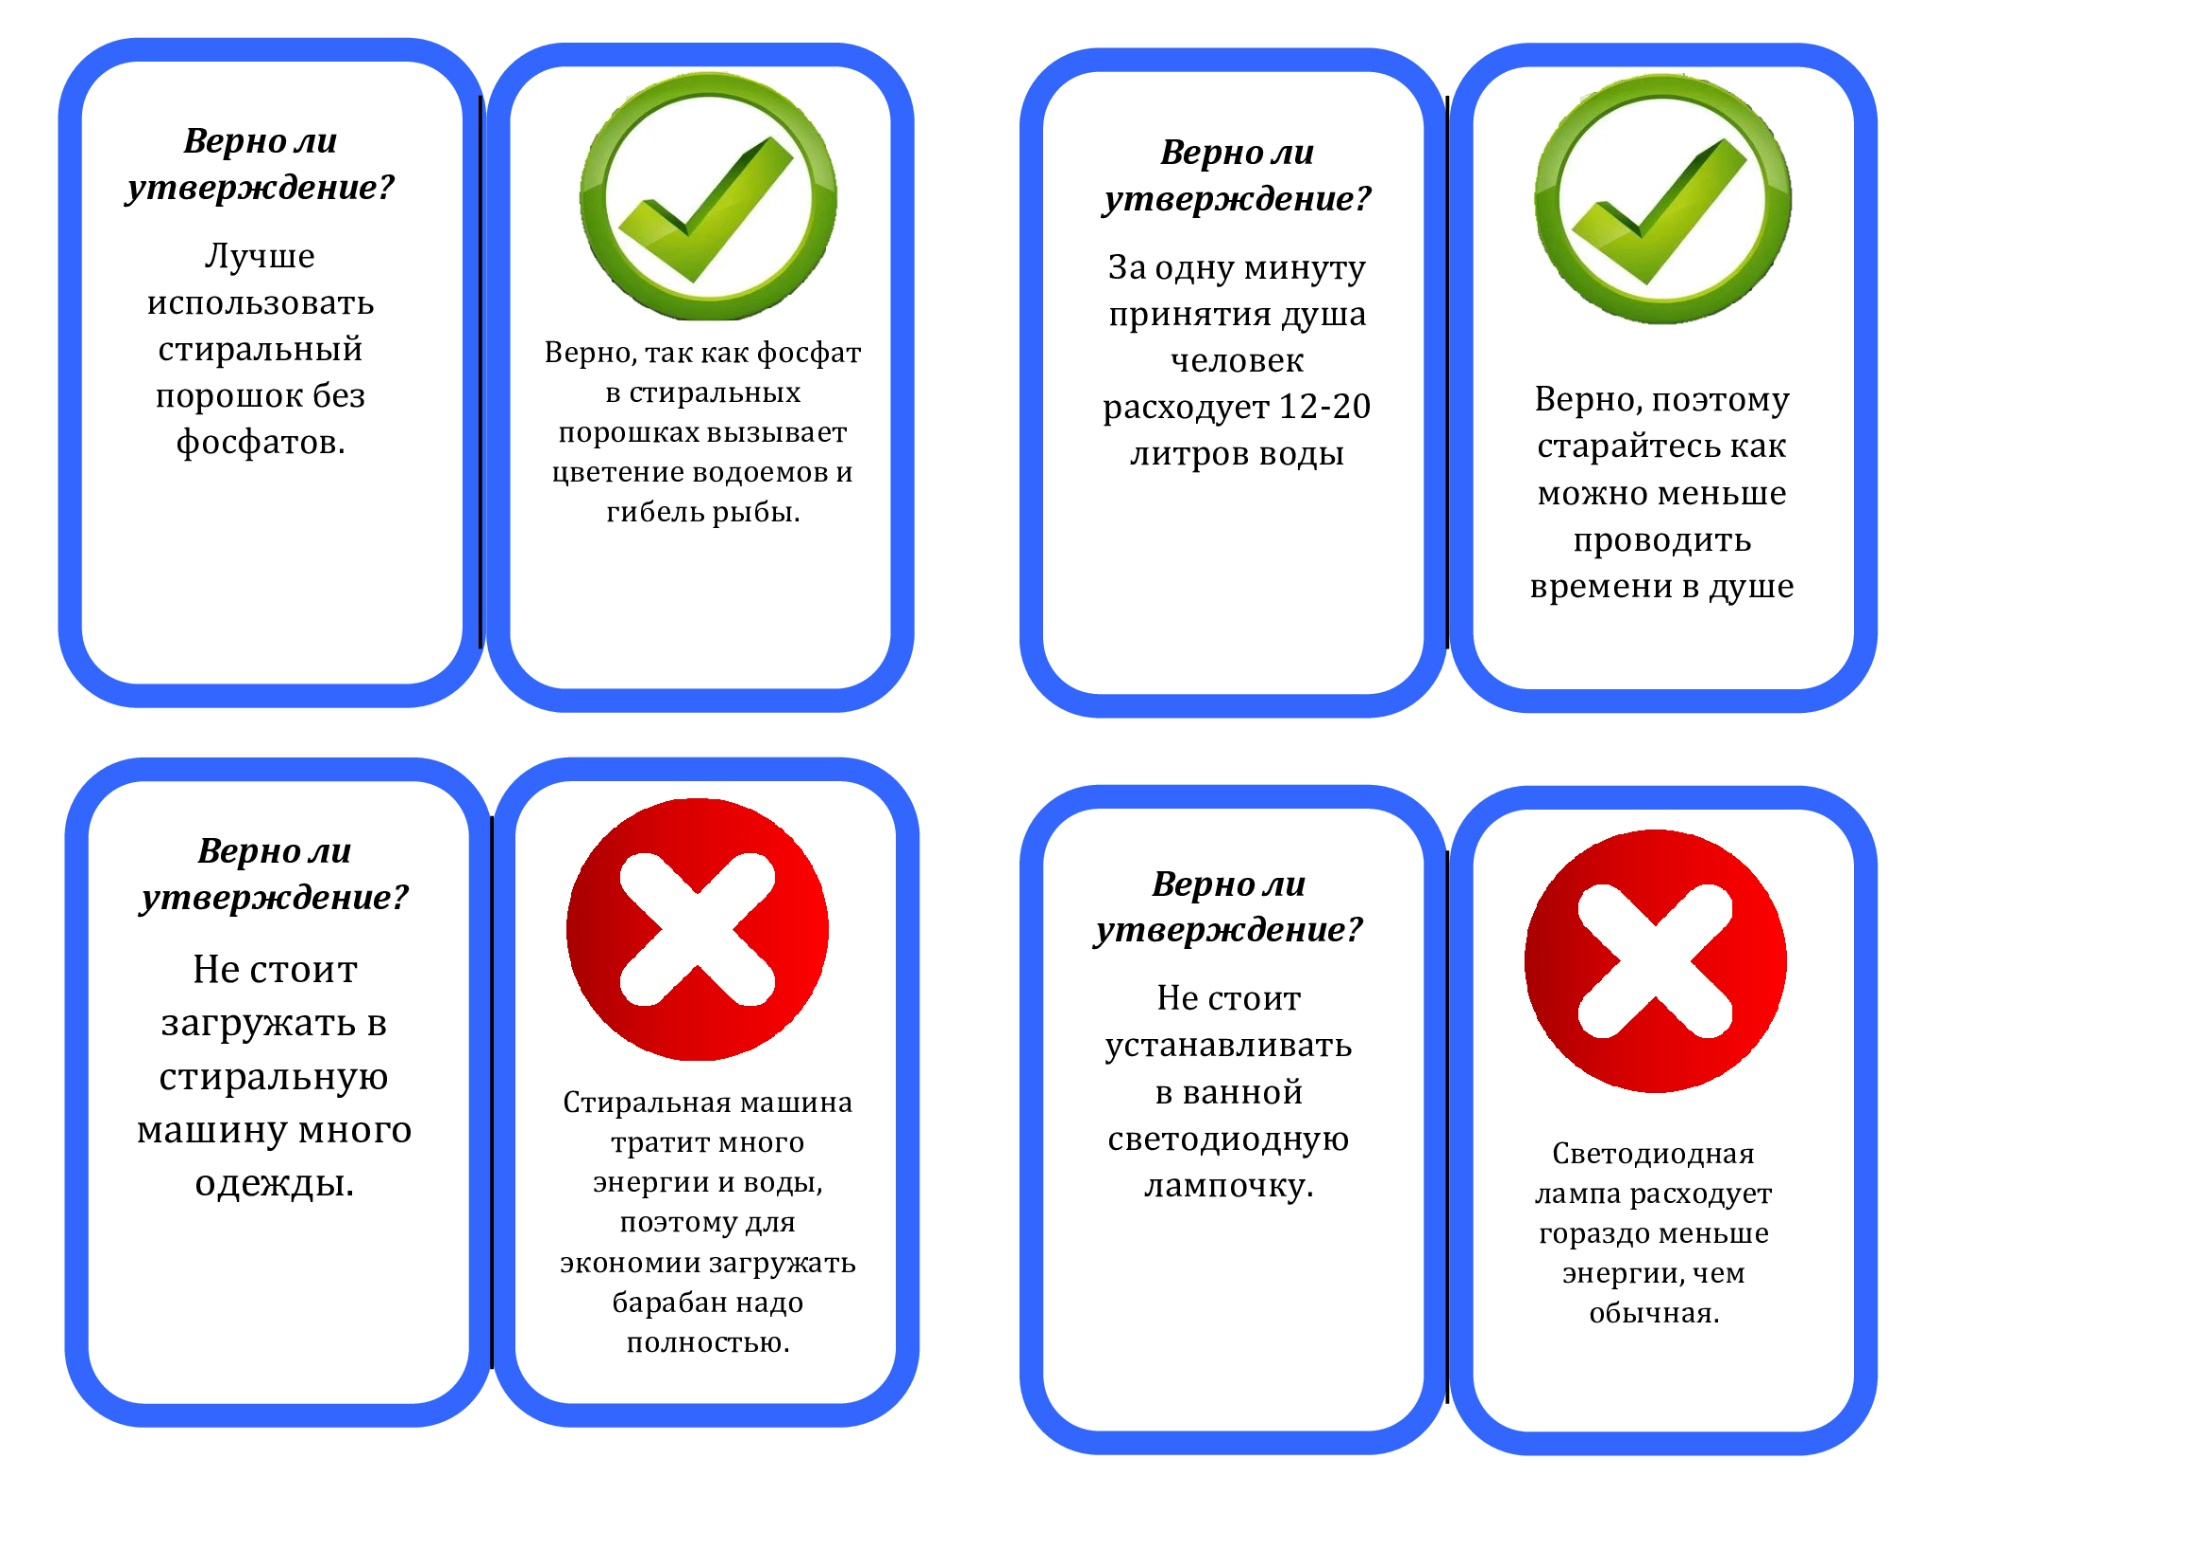 Верно ли
утверждение?
Лучше
использовать
стиральный
порошок без
фосфатов.
Верно, так как фосфат
в стиральных
порошках вызывает
цветение водоемов и
гибель рыбы.
Верно ли
утверждение?
За одну минуту
принятия душа
человек
расходует 12-20
литров воды
Верно, поэтому
старайтесь как
можно меньше
проводить
времени в душе
Верно ли
утверждение?
Не стоит
загружать в
стиральную
машину много
одежды.
Стиральная машина
тратит много
энергии и воды,
поэтому для
экономии загружать
барабан надо
полностью.
Верно ли
утверждение?
Не стоит
устанавливать
в ванной
светодиодную
лампочку.
Светодиодная
лампа расходует
гораздо меньше
энергии, чем
обычная.